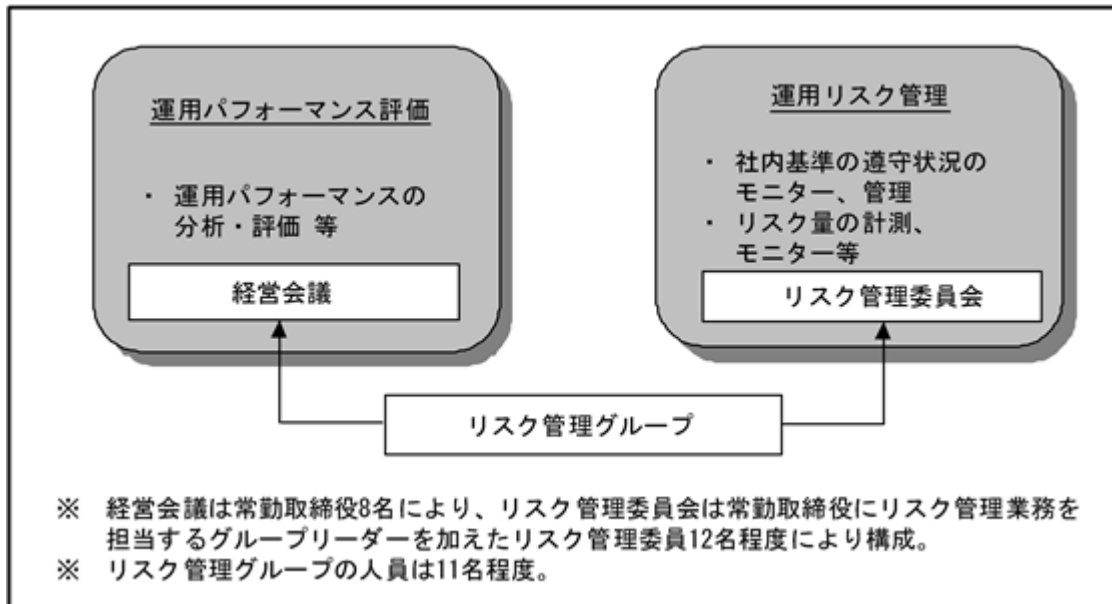 運用パフォーマンス評価
・ 運用パフォーマンスの
分析・評価 等
経営会議
運用リスク管理
・ 社内基準の遵守状況の
モニター、管理
・ リスク量の計測、
モニター等
リスク管理委員会
リスク管理グループ
※ 経営会議は常勤取締役8名により、リスク管理委員会は常勤取締役にリスク管理業務を
担当するグループリーダーを加えたリスク管理委員12名程度により構成。
※ リスク管理グループの人員は11名程度。